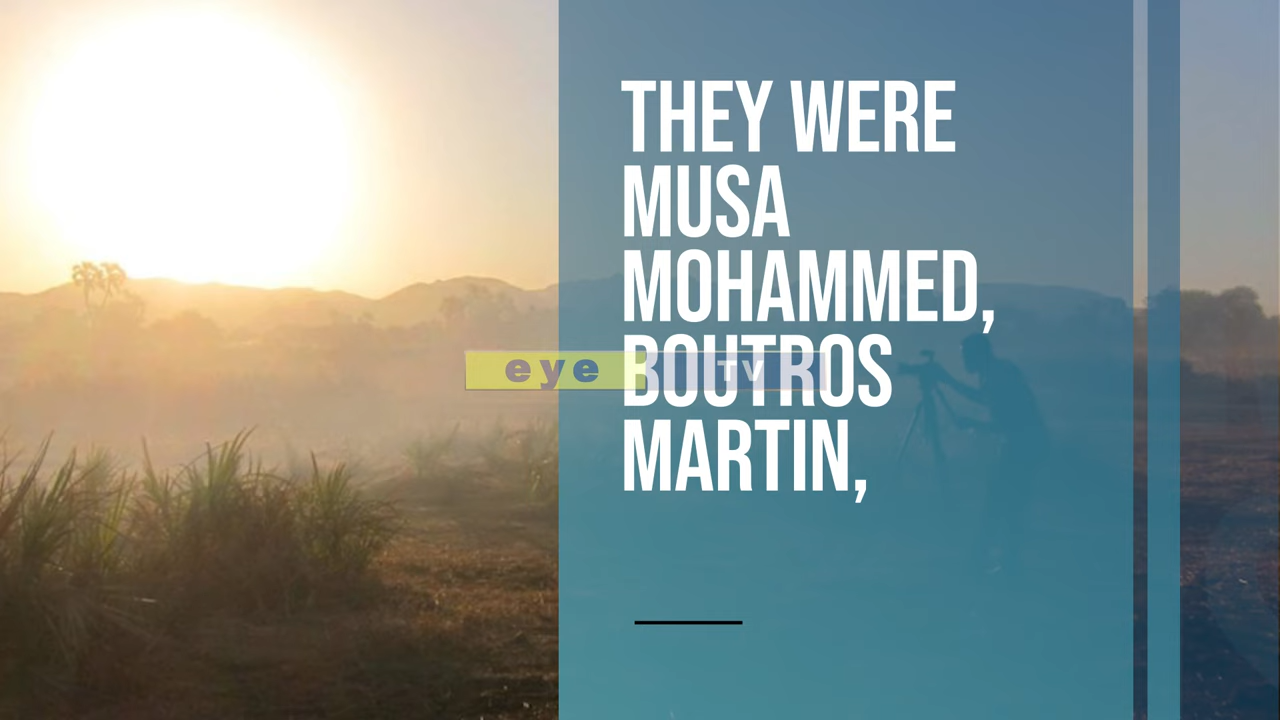 THEY WERE
MUSA
MOHAMMED,
BOUTROS
MARTIN,
eye TV